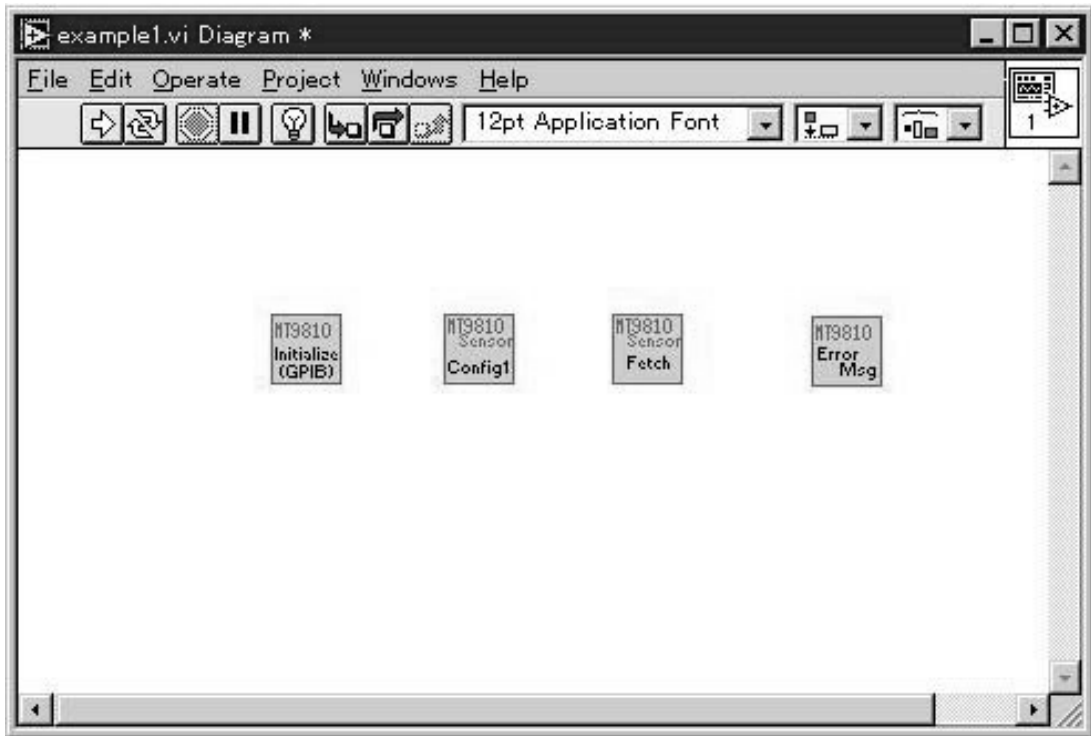 example1.vi Diagram *
File Edit Operate Project Windows Help
12pt Application Font
1
MT9810
Initialize
(GPIB)
MT9810
Sensor
Config1
MT9810
Sensor
Fetch
MT9810
Error
Msg